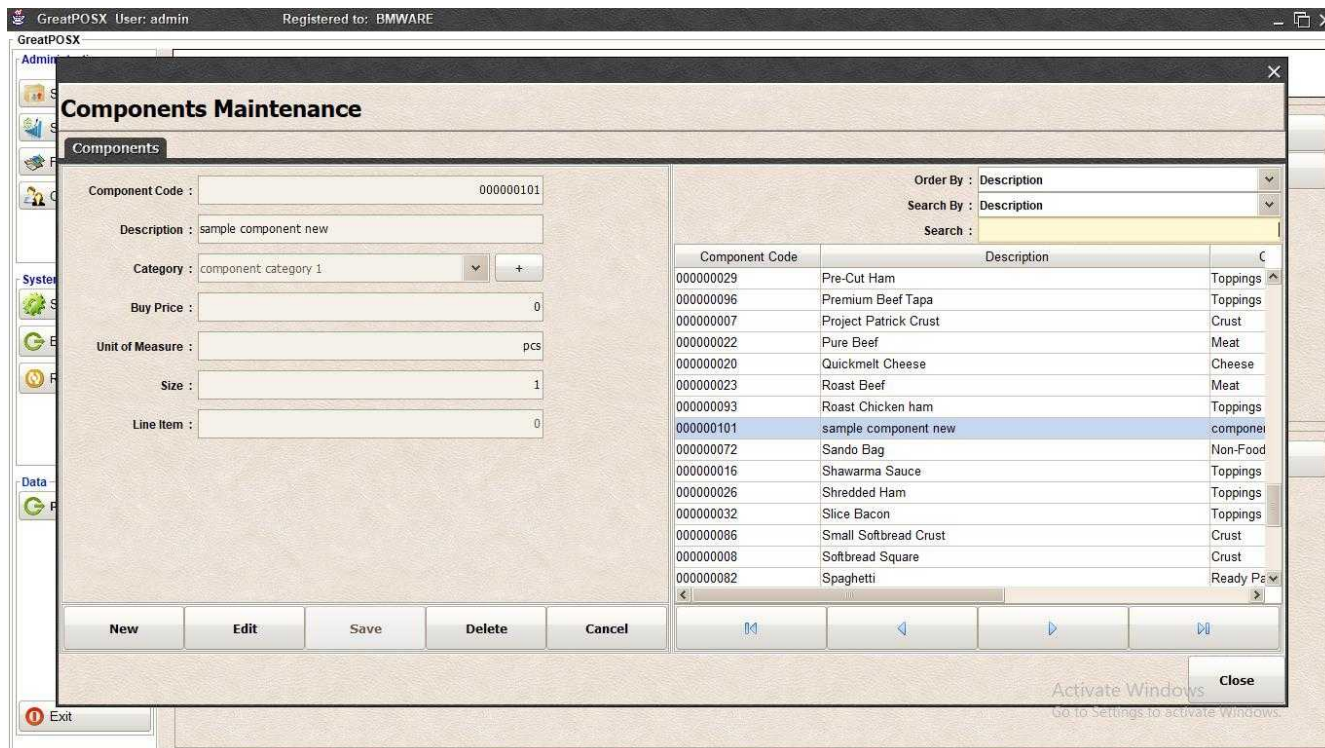 GreatPOSX User: admin Registered to: BMWARE
GreatPOSX
Admin
Components Maintenance
Components
Component Code : 000000101
Description : sample component new
Category : component category 1 +
Buy Price : 0
Unit of Measure : pcs
Size : 1
Line Item : 0
New Edit Save Delete Cancel
Order By : Description
Search By : Description
Search :
Component Code Description C
000000029 Pre-Cut Ham Toppings
000000096 Premium Beef Tapa Toppings
000000007 Project Patrick Crust Crust
000000022 Pure Beef Meat
000000020 Quickmelt Cheese Cheese
000000023 Roast Beef Meat
000000093 Roast Chicken ham Toppings
000000101 sample component new compone
000000072 Sando Bag Non-Food
000000016 Shawarma Sauce Toppings
000000026 Shredded Ham Toppings
000000032 Slice Bacon Toppings
000000086 Small Softbread Crust Crust
000000008 Softbread Square Crust
000000082 Spaghetti Ready Pa
Close
Activate Windows
Go to Settings to activate Windows.
System
Data
Exit